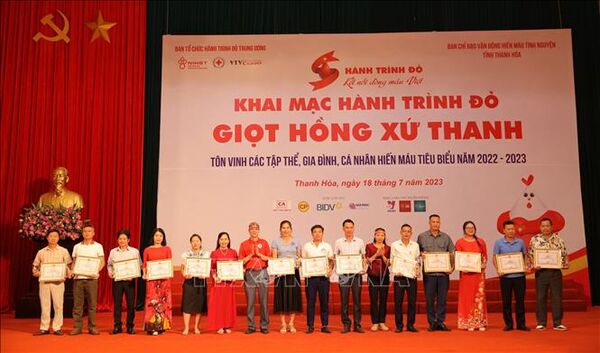 BAN TỔ CHỨC HÀNH TRÌNH ĐỎ TRUNG ƯƠNG
BAN CHỈ ĐẠO VẬN ĐỘNG HIẾN MÁU TÌNH NGUYỆN
TỈNH THANH HÓA
NIHBT
HÀNH TRÌNH ĐỎ
Kết nối dòng máu Việt
KHAI MẠC HÀNH TRÌNH ĐỎ
GIỌT HỒNG XỨ THANH
TÔN VINH CÁC TẬP THỂ, GIA ĐÌNH, CÁ NHÂN HIẾN MÁU TIÊU BIỂU NĂM 2022 - 2023
Thanh Hóa, ngày 18 tháng 7 năm 2023
CP
BIDV